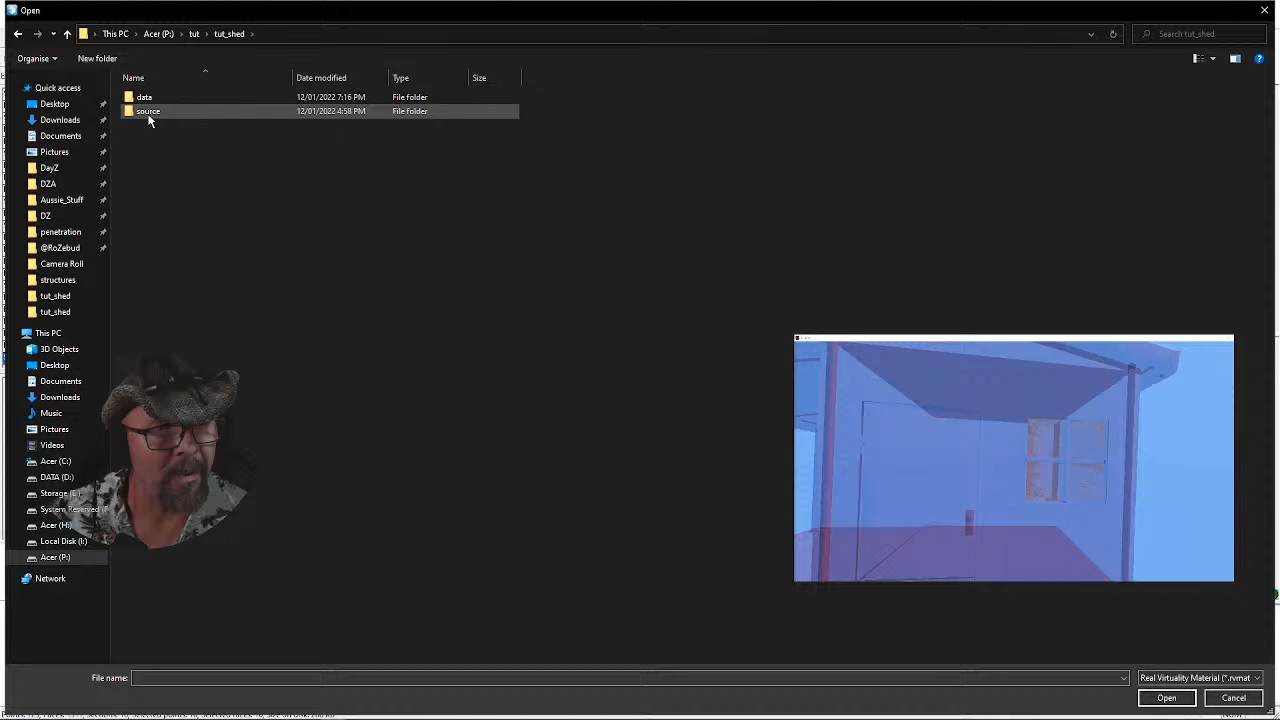 Open
This PC
Acer (P:)
tut
tut_shed
Search tut_shed
Organise
New folder
Name
Date modified
Type
Size
data
12/01/2022 7:16 PM
File folder
source
12/01/2022 4:58 PM
File folder
Quick access
Desktop
Downloads
Documents
Pictures
DayZ
DZA
Aussie_Stuff
DZ
penetration
@RoZebud
Camera Roll
structures
tut_shed
tut_shed
This PC
3D Objects
Desktop
Documents
Downloads
Music
Pictures
Videos
Acer (C:)
DATA (D:)
Storage (E
System Reserved (F
Acer (H:)
Local Disk (I:)
Acer (P:)
Network
File name:
Real Virtuality Material (*.rvmat
Open
Cancel